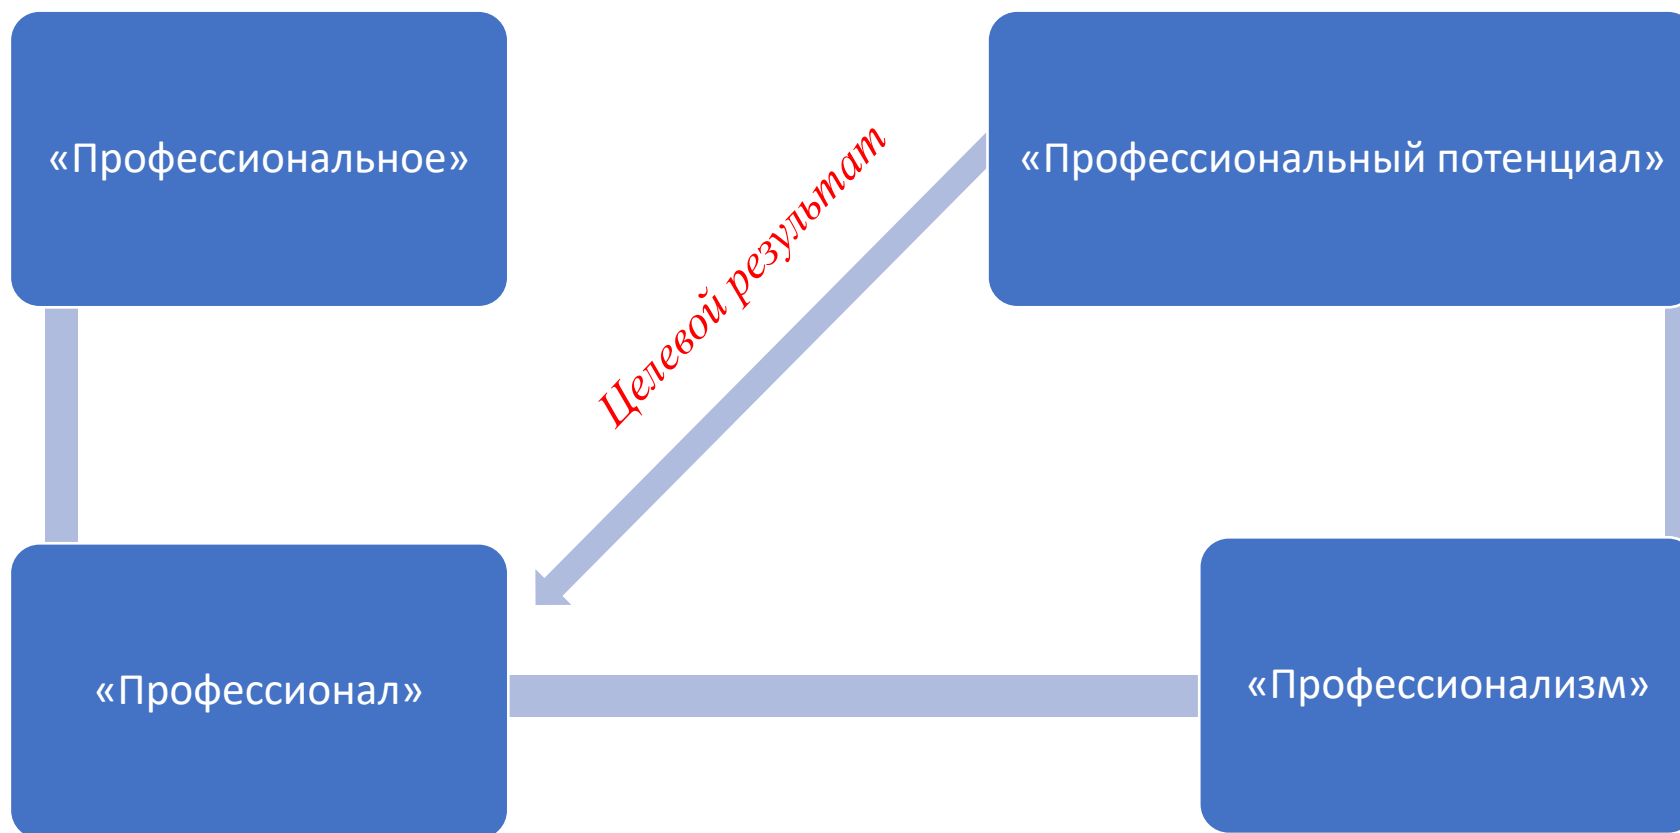 «Профессиональное»
«Профессиональный потенциал»
Целевой результат
«Профессионал»
«Профессионализм»